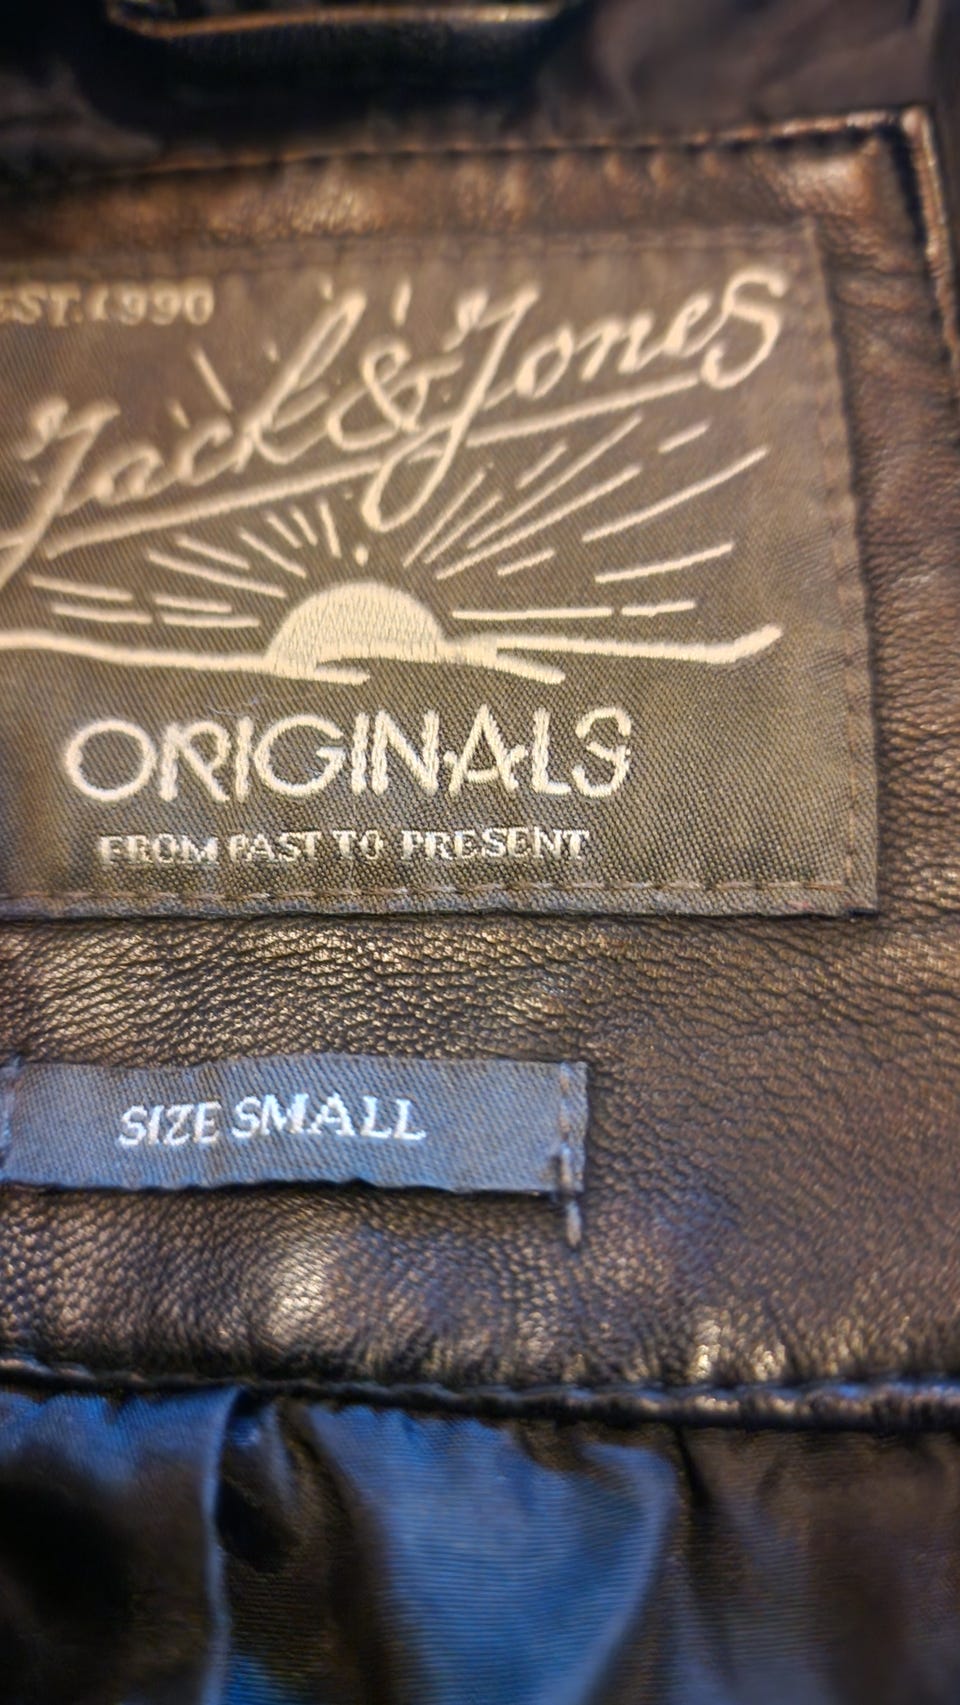 EST.1990
Jack & Jones
ORIGINALS
FROM PAST TO PRESENT
SIZE SMALL